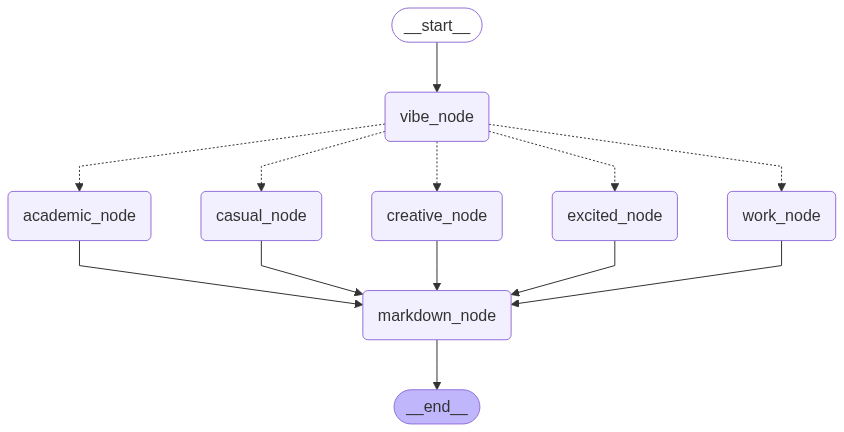 __start__
vibe_node
academic_node
casual_node
creative_node
excited_node
work_node
markdown_node
__end__